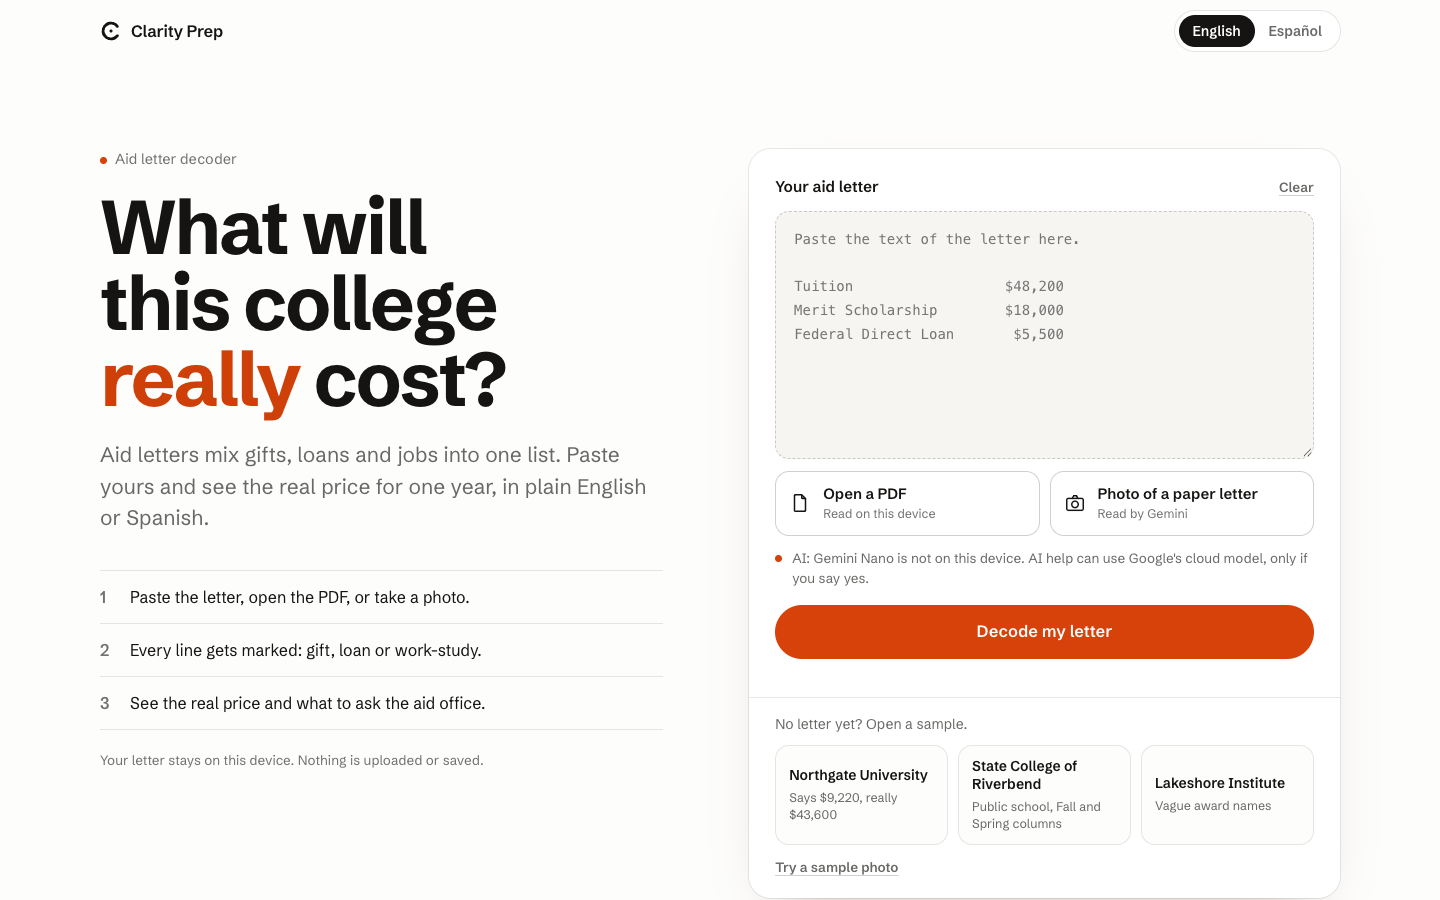 Clarity Prep
English Español
Aid letter decoder
What will
this college
really cost?
Aid letters mix gifts, loans and jobs into one list. Paste
yours and see the real price for one year, in plain English
or Spanish.
1 Paste the letter, open the PDF, or take a photo.
2 Every line gets marked: gift, loan or work-study.
3 See the real price and what to ask the aid office.
Your letter stays on this device. Nothing is uploaded or saved.
Your aid letter Clear
Paste the text of the letter here.
Tuition $48,200
Merit Scholarship $18,000
Federal Direct Loan $5,500
Open a PDF
Read on this device
Photo of a paper letter
Read by Gemini
AI: Gemini Nano is not on this device. AI help can use Google's cloud model, only if
you say yes.
Decode my letter
No letter yet? Open a sample.
Northgate University
Says $9,220, really
$43,600
State College of
Riverbend
Public school, Fall and
Spring columns
Lakeshore Institute
Vague award names
Try a sample photo